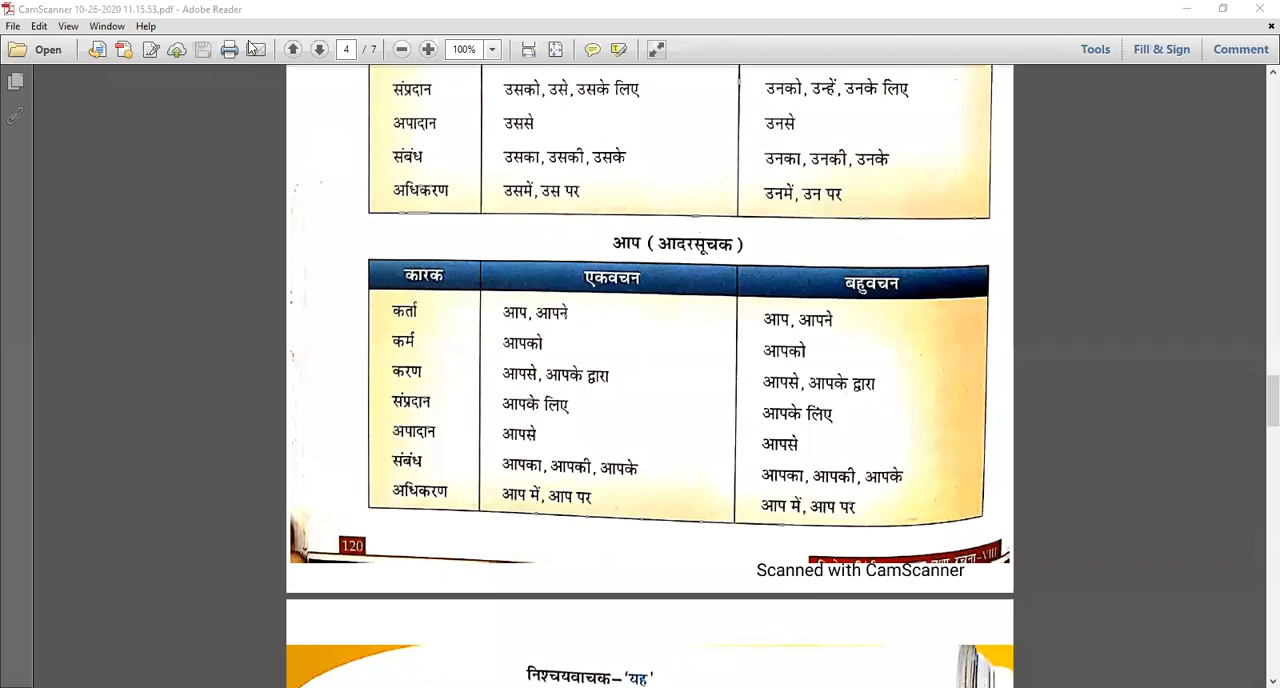 CamScanner 10-26-2020 11.15.53.pdf - Adobe Reader
File Edit View Window Help
Open 4 / 7 100% Tools Fill & Sign Comment
संप्रदान उसको, उसे, उसके लिए उनको, उन्हें, उनके लिए
अपादान उससे उनसे
संबंध उसका, उसकी, उसके उनका, उनकी, उनके
अधिकरण उसमें, उस पर उनमें, उन पर
आप (आदरसूचक)
कारक एकवचन बहुवचन
कर्ता आप, आपने आप, आपने
कर्म आपको आपको
करण आपसे, आपके द्वारा आपसे, आपके द्वारा
संप्रदान आपके लिए आपके लिए
अपादान आपसे आपसे
संबंध आपका, आपकी, आपके आपका, आपकी, आपके
अधिकरण आप में, आप पर आप में, आप पर
120 रचना-VIII
Scanned with CamScanner
निश्चयवाचक–'यह'